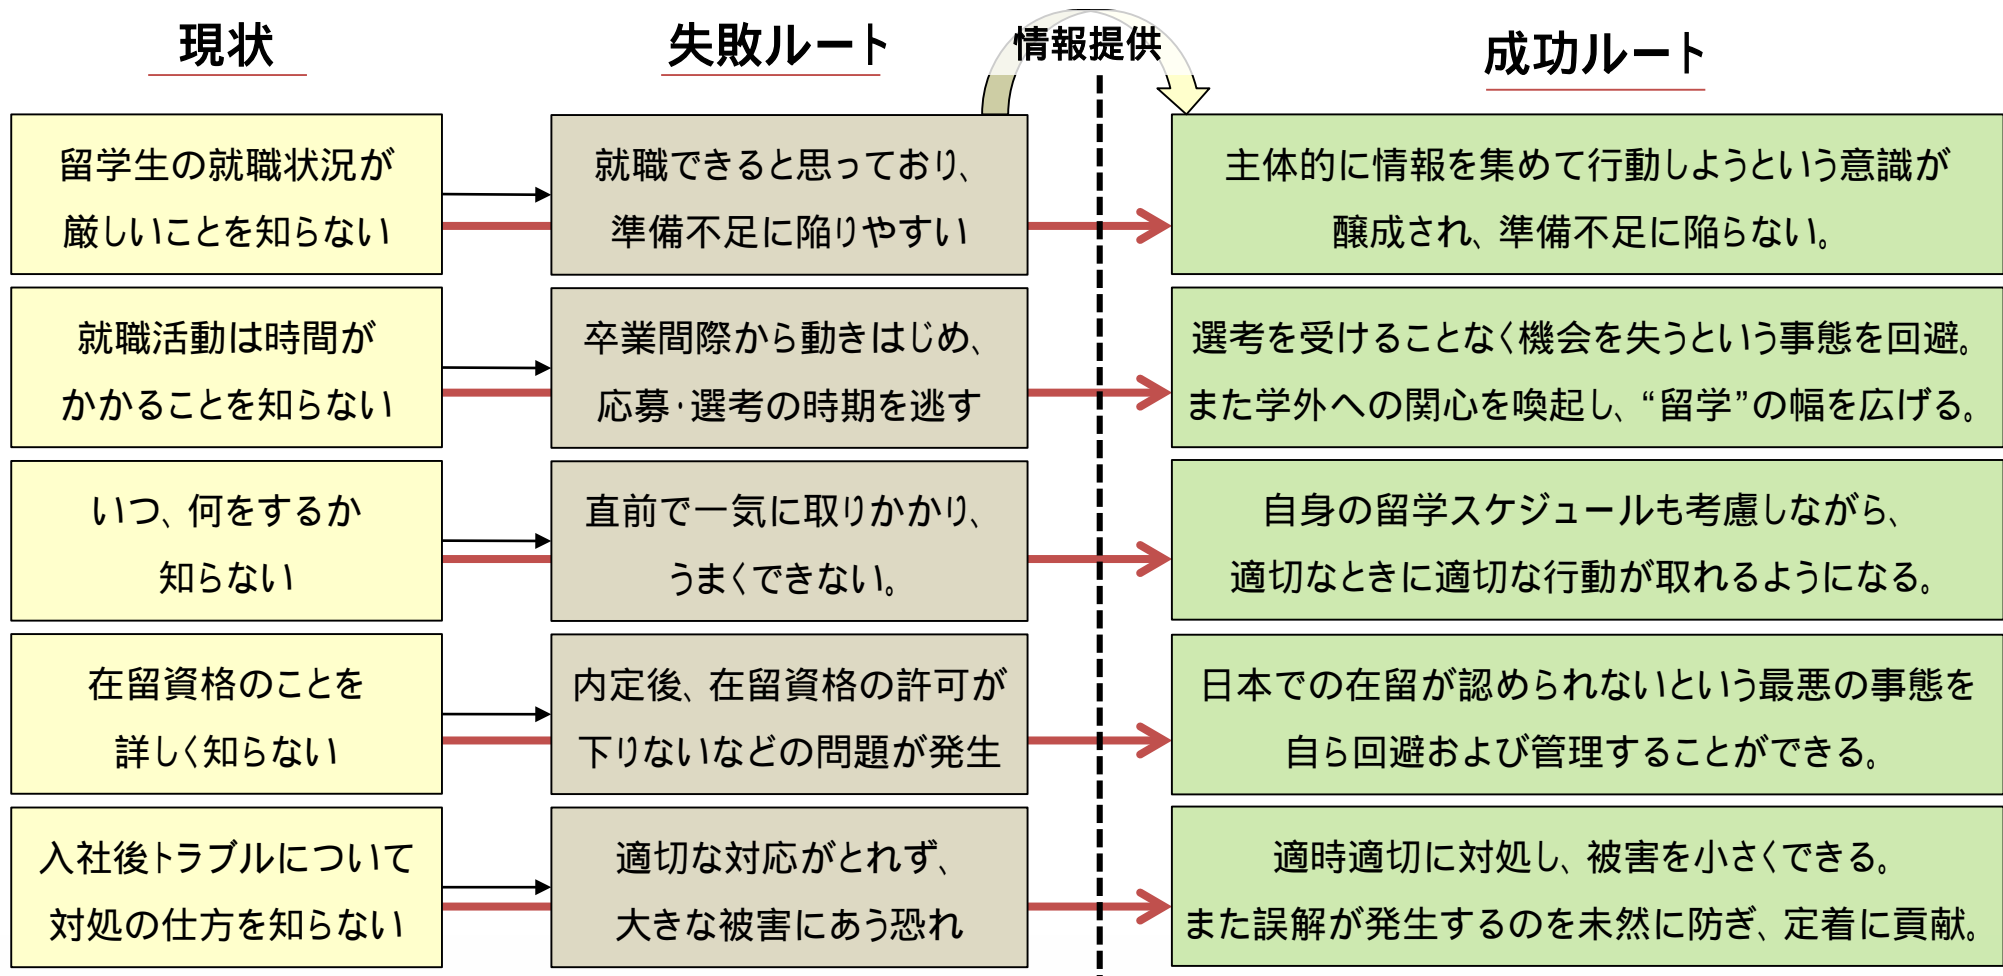 現状
失敗ルート
情報提供
成功ルート
留学生の就職状況が
厳しいことを知らない
就職できると思っており、
準備不足に陥りやすい
主体的に情報を集めて行動しようという意識が
醸成され、準備不足に陥らない。
就職活動は時間が
かかることを知らない
卒業間際から動きはじめ、
応募・選考の時期を逃す
選考を受けることなく機会を失うという事態を回避。
また学外への関心を喚起し、“留学”の幅を広げる。
いつ、何をするか
知らない
直前で一気に取りかかり、
うまくできない。
自身の留学スケジュールも考慮しながら、
適切なときに適切な行動が取れるようになる。
在留資格のことを
詳しく知らない
内定後、在留資格の許可が
下りないなどの問題が発生
日本での在留が認められないという最悪の事態を
自ら回避および管理することができる。
入社後トラブルについて
対処の仕方を知らない
適切な対応がとれず、
大きな被害にあう恐れ
適時適切に対処し、被害を小さくできる。
また誤解が発生するのを未然に防ぎ、定着に貢献。